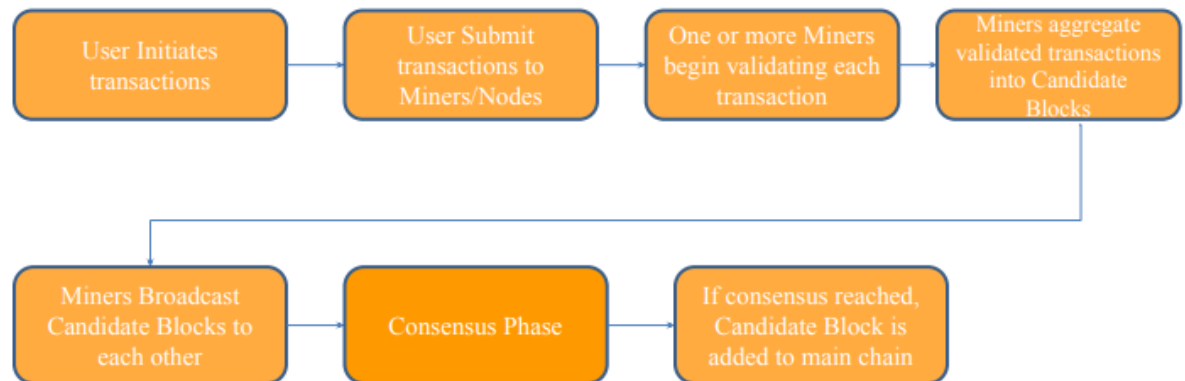 User Initiates
transactions
User Submit
transactions to
Miners/Nodes
One or more Miners
begin validating each
transaction
Miners aggregate
validated transactions
into Candidate
Blocks
Miners Broadcast
Candidate Blocks to
each other
Consensus Phase
If consensus reached,
Candidate Block is
added to main chain